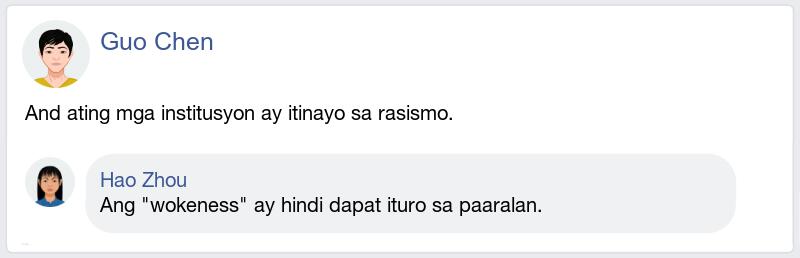 Guo Chen
And ating mga institusyon ay itinayo sa rasismo.
Hao Zhou
Ang "wokeness" ay hindi dapat ituro sa paaralan.